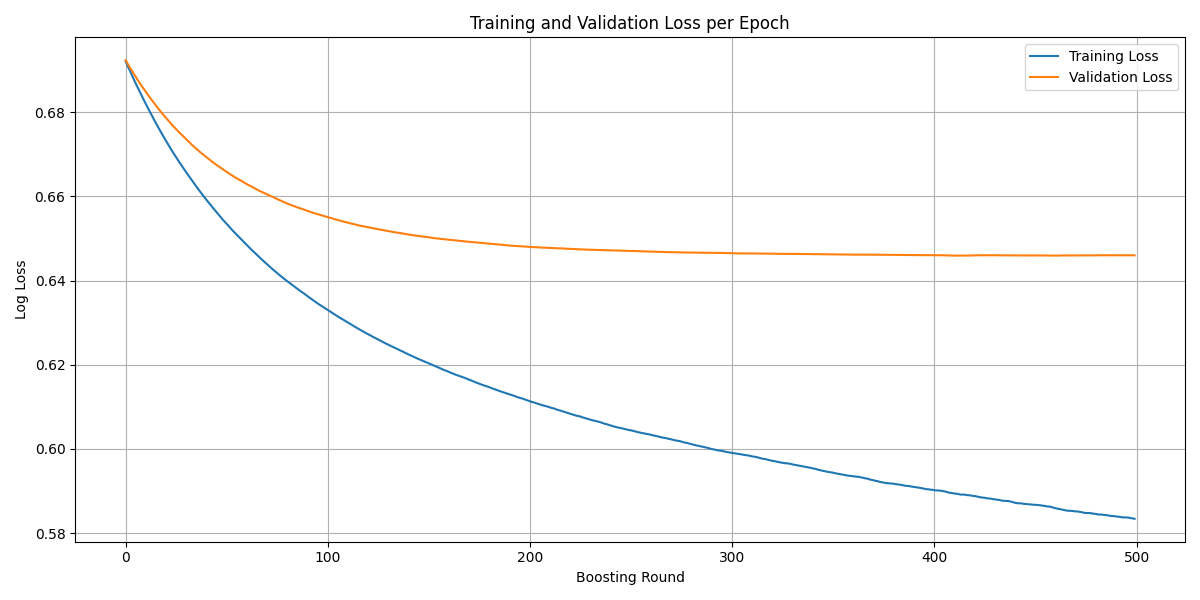 Training and Validation Loss per Epoch
Training Loss
Validation Loss
Log Loss
0.68
0.66
0.64
0.62
0.60
0.58
0
100
200
300
400
500
Boosting Round